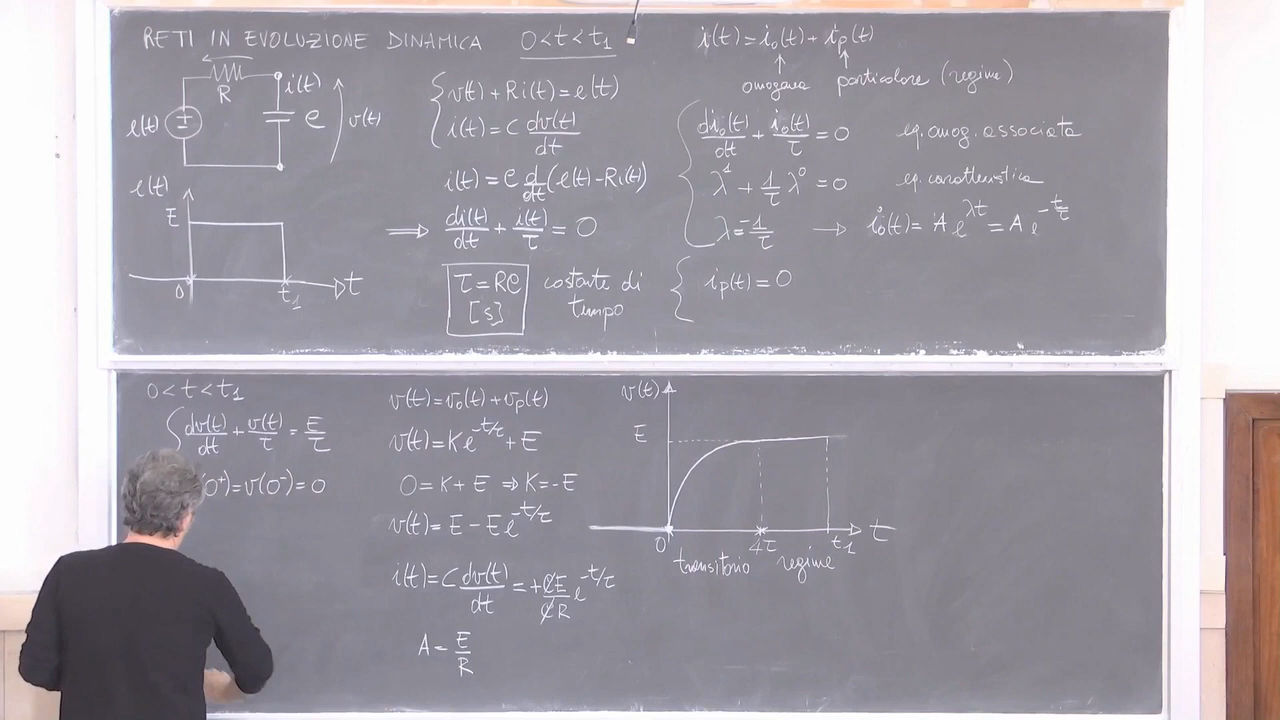 RETI IN EVOLUZIONE DINAMICA 0<t<t₁
R
i(t)
e(t)
C
v(t)
e(t)
E
0
t₁
t
v(t)+Ri(t)=e(t)
i(t)=C dv(t)/dt
i(t)=C d/dt(e(t)-Ri(t))
⟹ di(t)/dt + i(t)/τ = 0
τ=RC
[s]
costante di
tempo
i(t)=i₀(t)+iₚ(t)
↑ ↑
omogenea particolare (regime)
di₀(t)/dt + i₀(t)/τ = 0 eq. omog. associata
λ¹ + 1/τ λ⁰ = 0 eq. caratteristica
λ=-1/τ → i₀(t)= A e^λt = A e^-t/τ
iₚ(t)=0
0<t<t₁
dv(t)/dt + v(t)/τ = E/τ
0⁺)=v(0⁻)=0
v(t)=v₀(t)+vₚ(t)
v(t)=Ke^-t/τ+E
0=K+E ⇒K=-E
v(t)=E-Ee^-t/τ
i(t)=C dv(t)/dt = +CE/CR e^-t/τ
A=E/R
v(t)
E
0
4τ
t₁
t
transitorio regime